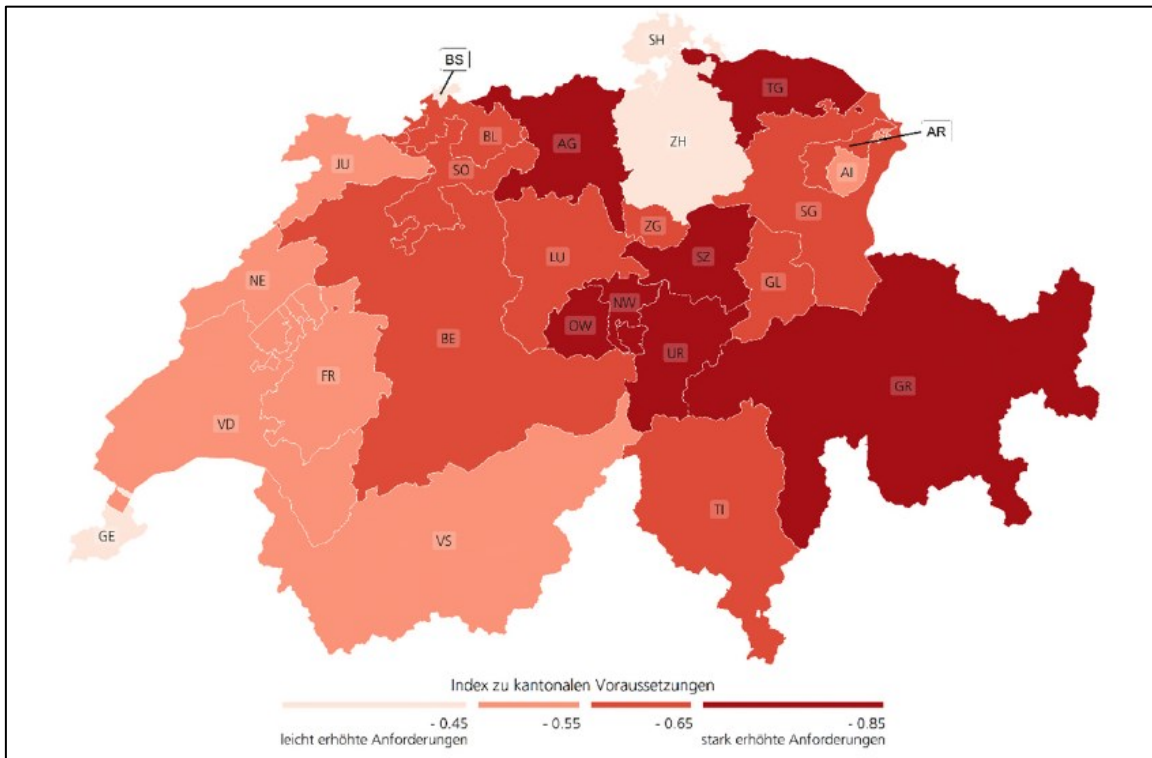 SH
BS
TG
AR
BL
AG
ZH
JU
AI
SO
SG
ZG
LU
SZ
NE
GL
NW
OW
BE
UR
FR
GR
VD
TI
GE
VS
Index zu kantonalen Voraussetzungen
- 0.45 - 0.55 - 0.65 - 0.85
leicht erhöhte Anforderungen stark erhöhte Anforderungen